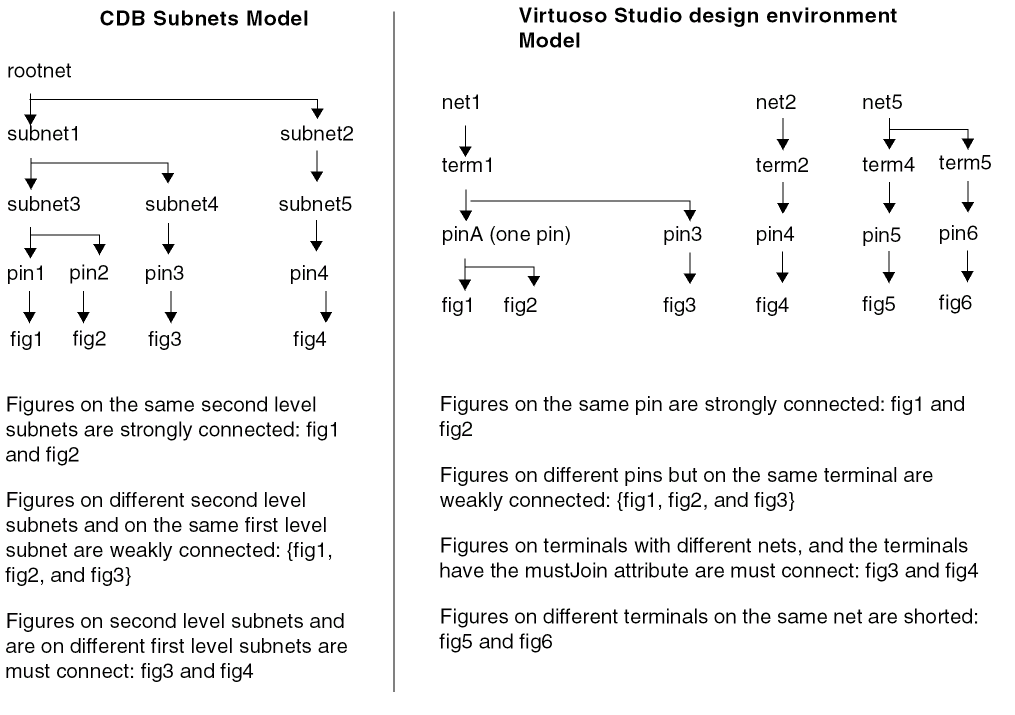 CDB Subnets Model
rootnet
subnet1 subnet2
subnet3 subnet4 subnet5
pin1 pin2 pin3 pin4
fig1 fig2 fig3 fig4
Figures on the same second level
subnets are strongly connected: fig1
and fig2
Figures on different second level
subnets and on the same first level
subnet are weakly connected: {fig1,
fig2, and fig3}
Figures on second level subnets and
are on different first level subnets are
must connect: fig3 and fig4
Virtuoso Studio design environment
Model
net1 net2 net5
term1 term2 term4 term5
pinA (one pin) pin3 pin4 pin5 pin6
fig1 fig2 fig3 fig4 fig5 fig6
Figures on the same pin are strongly connected: fig1 and
fig2
Figures on different pins but on the same terminal are
weakly connected: {fig1, fig2, and fig3}
Figures on terminals with different nets, and the terminals
have the mustJoin attribute are must connect: fig3 and fig4
Figures on different terminals on the same net are shorted:
fig5 and fig6